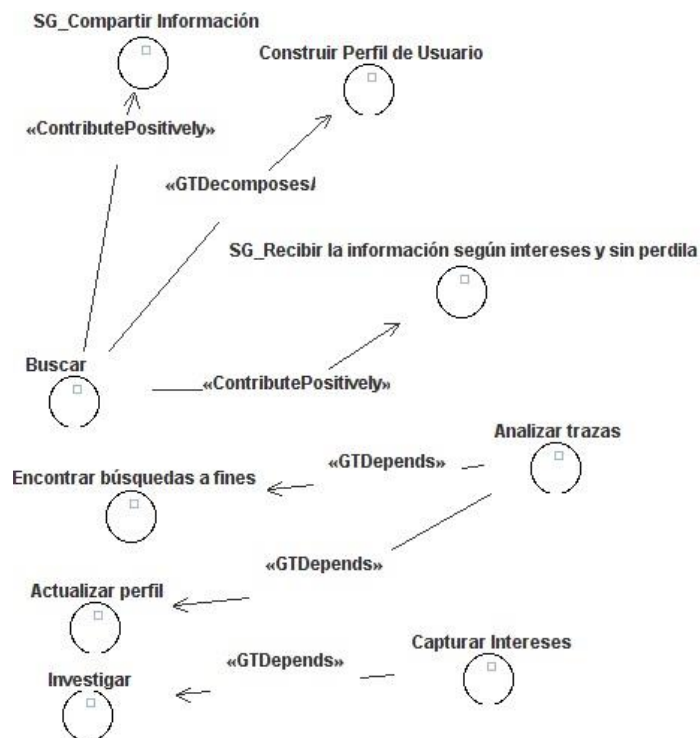 SG_Compartir Información
Construir Perfil de Usuario
«ContributePositively»
«GTDecomposes/
SG_Recibir la información según intereses y sin perdila
Buscar
«ContributePositively»
Analizar trazas
«GTDepends»
Encontrar búsquedas a fines
«GTDepends»
Actualizar perfil
Capturar Intereses
«GTDepends»
Investigar